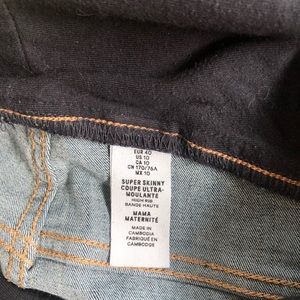 EUR 40
US 10
CA 10
CN 170/76A
MX 10
SUPER SKINNY
COUPE ULTRA-
MOULANTE
HIGH RIB
BANDE HAUTE
MAMA
MATERNITÉ
MADE IN
CAMBODIA
FABRIQUÉ EN
CAMBODGE